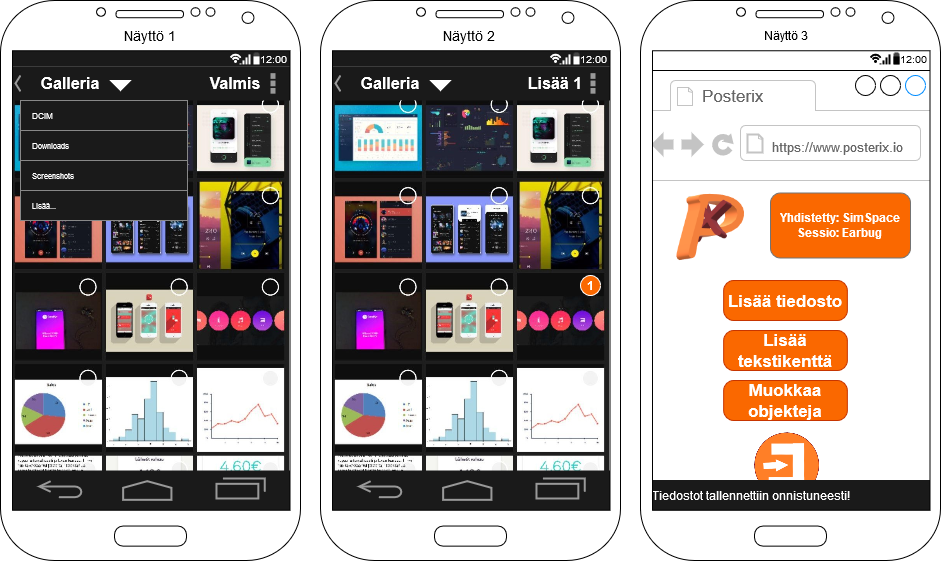 Näyttö 1
12:00
Galleria
Valmis
DCIM
Downloads
Screenshots
Lisää...
4.60€
Näyttö 2
12:00
Galleria
Lisää 1
1
4.60€
Näyttö 3
12:00
Posterix
https://www.posterix.io
Yhdistetty: SimSpace
Sessio: Earbug
Lisää tiedosto
Lisää
tekstikenttä
Muokkaa
objekteja
Tiedostot tallennettiin onnistuneesti!